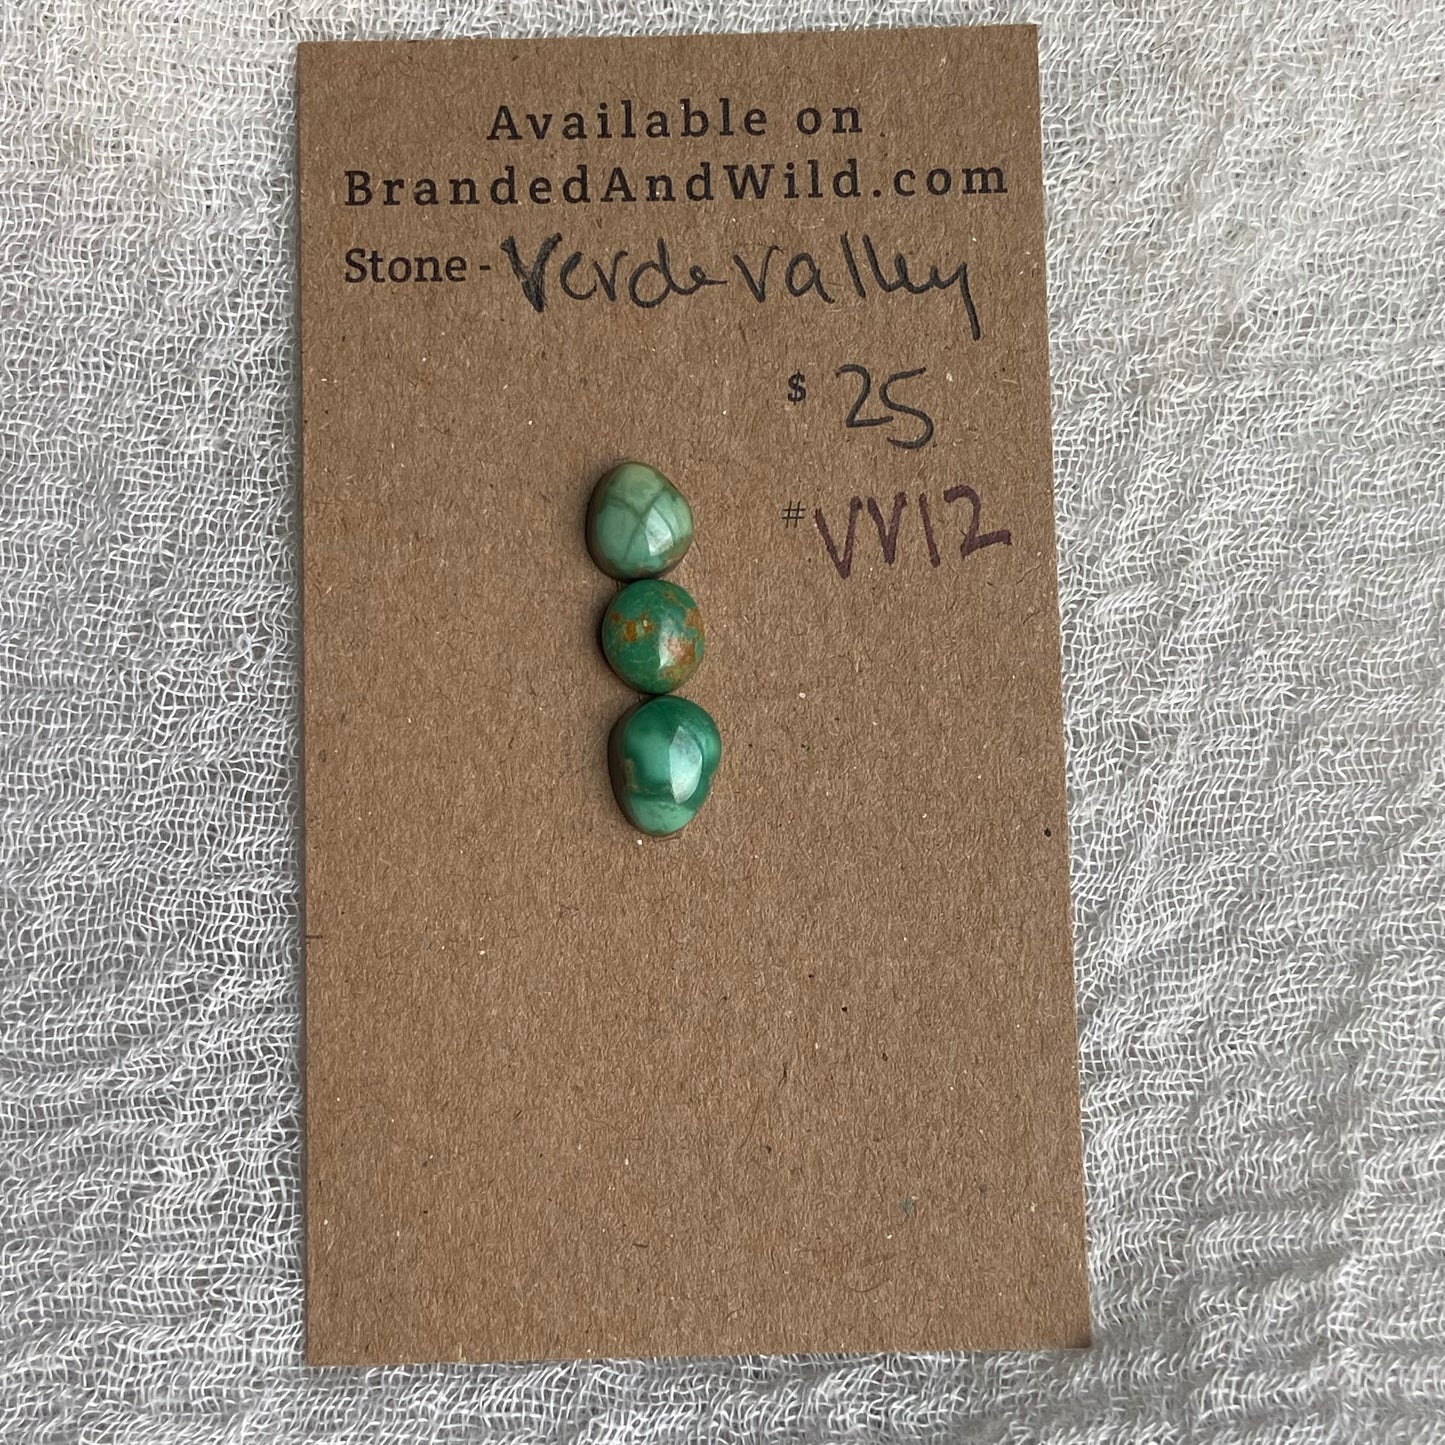 Available on
BrandedAndWild.com
Stone - Verde valley
$ 25
# VV12